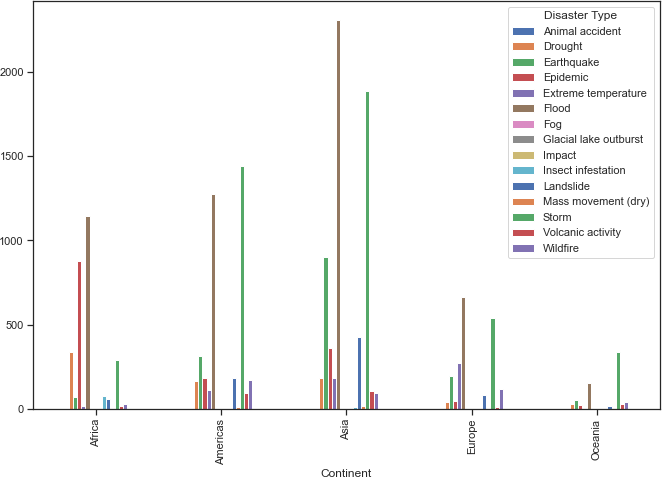 Disaster Type
Animal accident
Drought
Earthquake
Epidemic
Extreme temperature
Flood
Fog
Glacial lake outburst
Impact
Insect infestation
Landslide
Mass movement (dry)
Storm
Volcanic activity
Wildfire
2000
1500
1000
500
0
Africa
Americas
Asia
Europe
Oceania
Continent